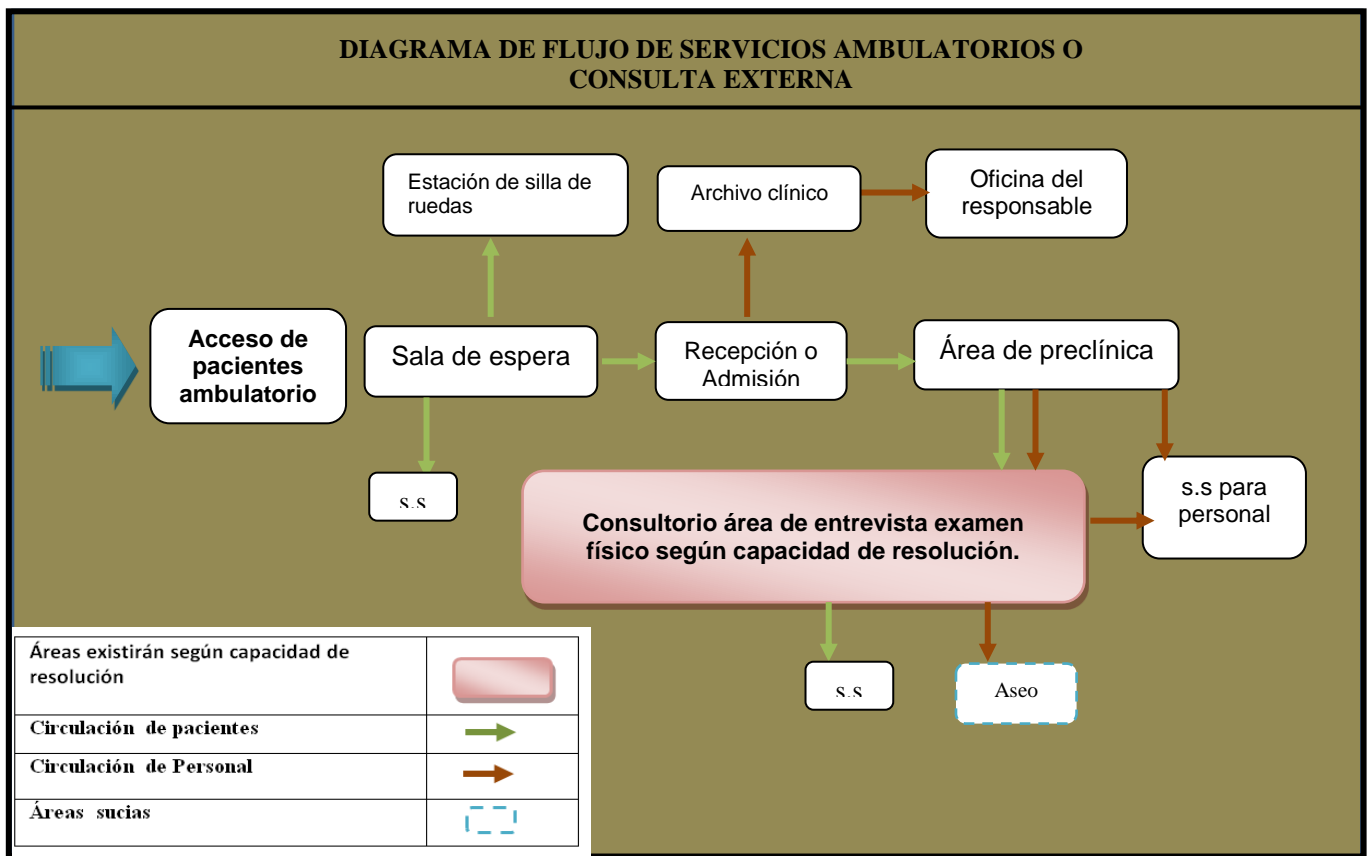 DIAGRAMA DE FLUJO DE SERVICIOS AMBULATORIOS O
CONSULTA EXTERNA
Estación de silla de
ruedas
Archivo clínico
Oficina del
responsable
Acceso de
pacientes
ambulatorio
Sala de espera
Recepción o
Admisión
Área de preclínica
s.s
Consultorio área de entrevista examen
físico según capacidad de resolución.
s.s para
personal
s.s
Aseo
Áreas existirán según capacidad de
resolución
Circulación de pacientes
Circulación de Personal
Áreas sucias